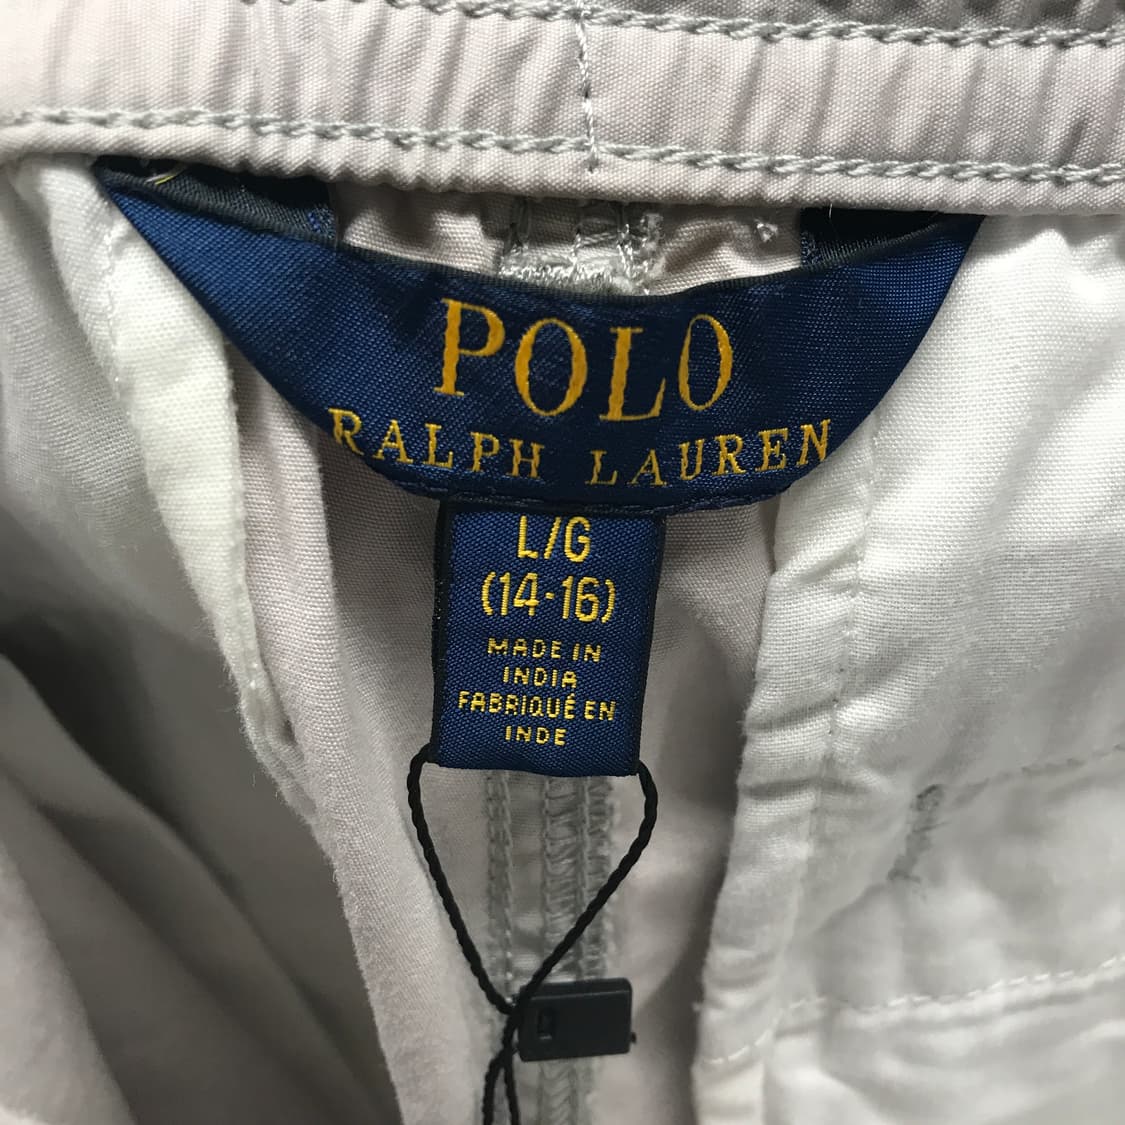 POLO
RALPH LAUREN
L/G
(14-16)
MADE IN
INDIA
FABRIQUÉ EN
INDE